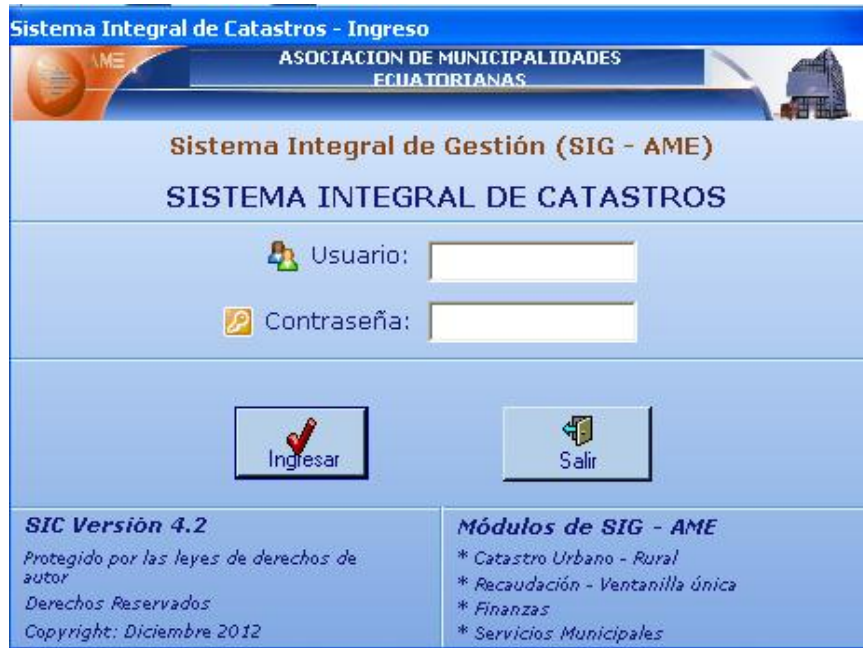 Sistema Integral de Catastros - Ingreso
AME
ASOCIACION DE MUNICIPALIDADES
ECUATORIANAS
Sistema Integral de Gestión (SIG - AME)
SISTEMA INTEGRAL DE CATASTROS
Usuario:
Contraseña:
Ingresar
Salir
SIC Versión 4.2
Protegido por las leyes de derechos de
autor
Derechos Reservados
Copyright: Diciembre 2012
Módulos de SIG - AME
* Catastro Urbano - Rural
* Recaudación - Ventanilla única
* Finanzas
* Servicios Municipales